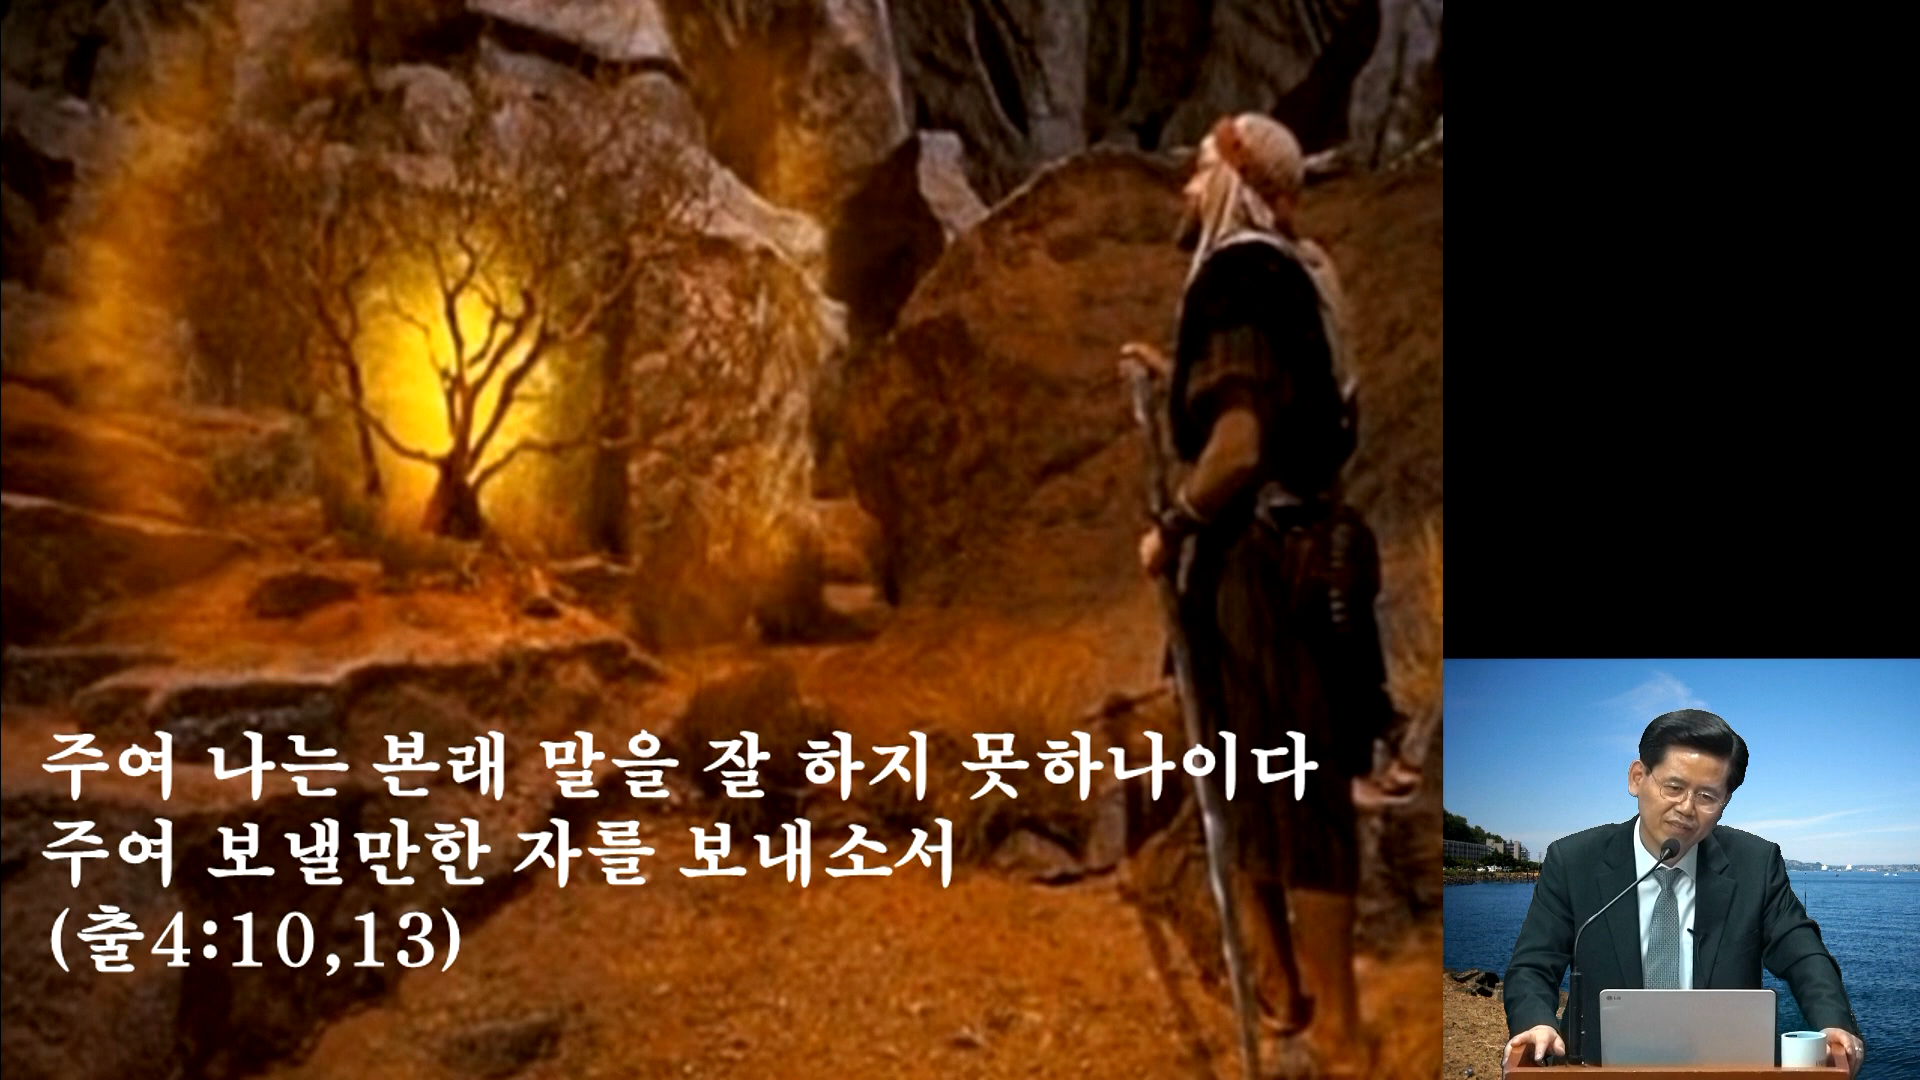 주여 나는 본래 말을 잘 하지 못하나이다
주여 보낼만한 자를 보내소서
(출4:10,13)
LG